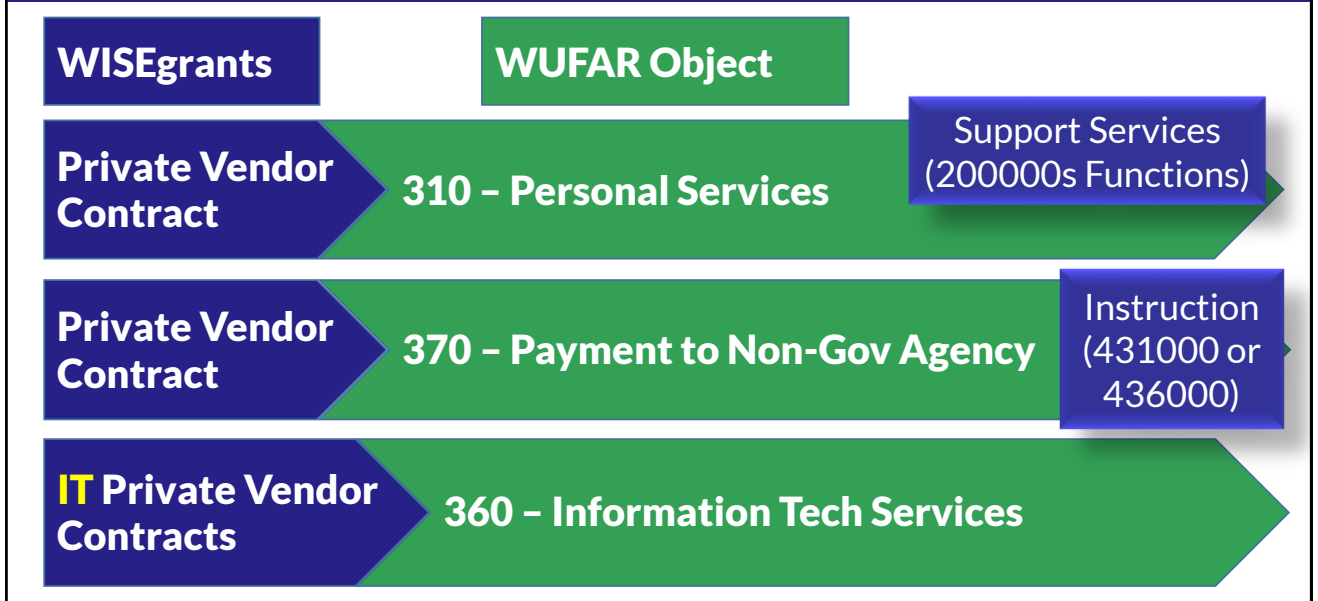 WISEgrants
WUFAR Object
Private Vendor
Contract
310 – Personal Services
Support Services
(200000s Functions)
Private Vendor
Contract
370 – Payment to Non-Gov Agency
Instruction
(431000 or
436000)
IT Private Vendor
Contracts
360 – Information Tech Services